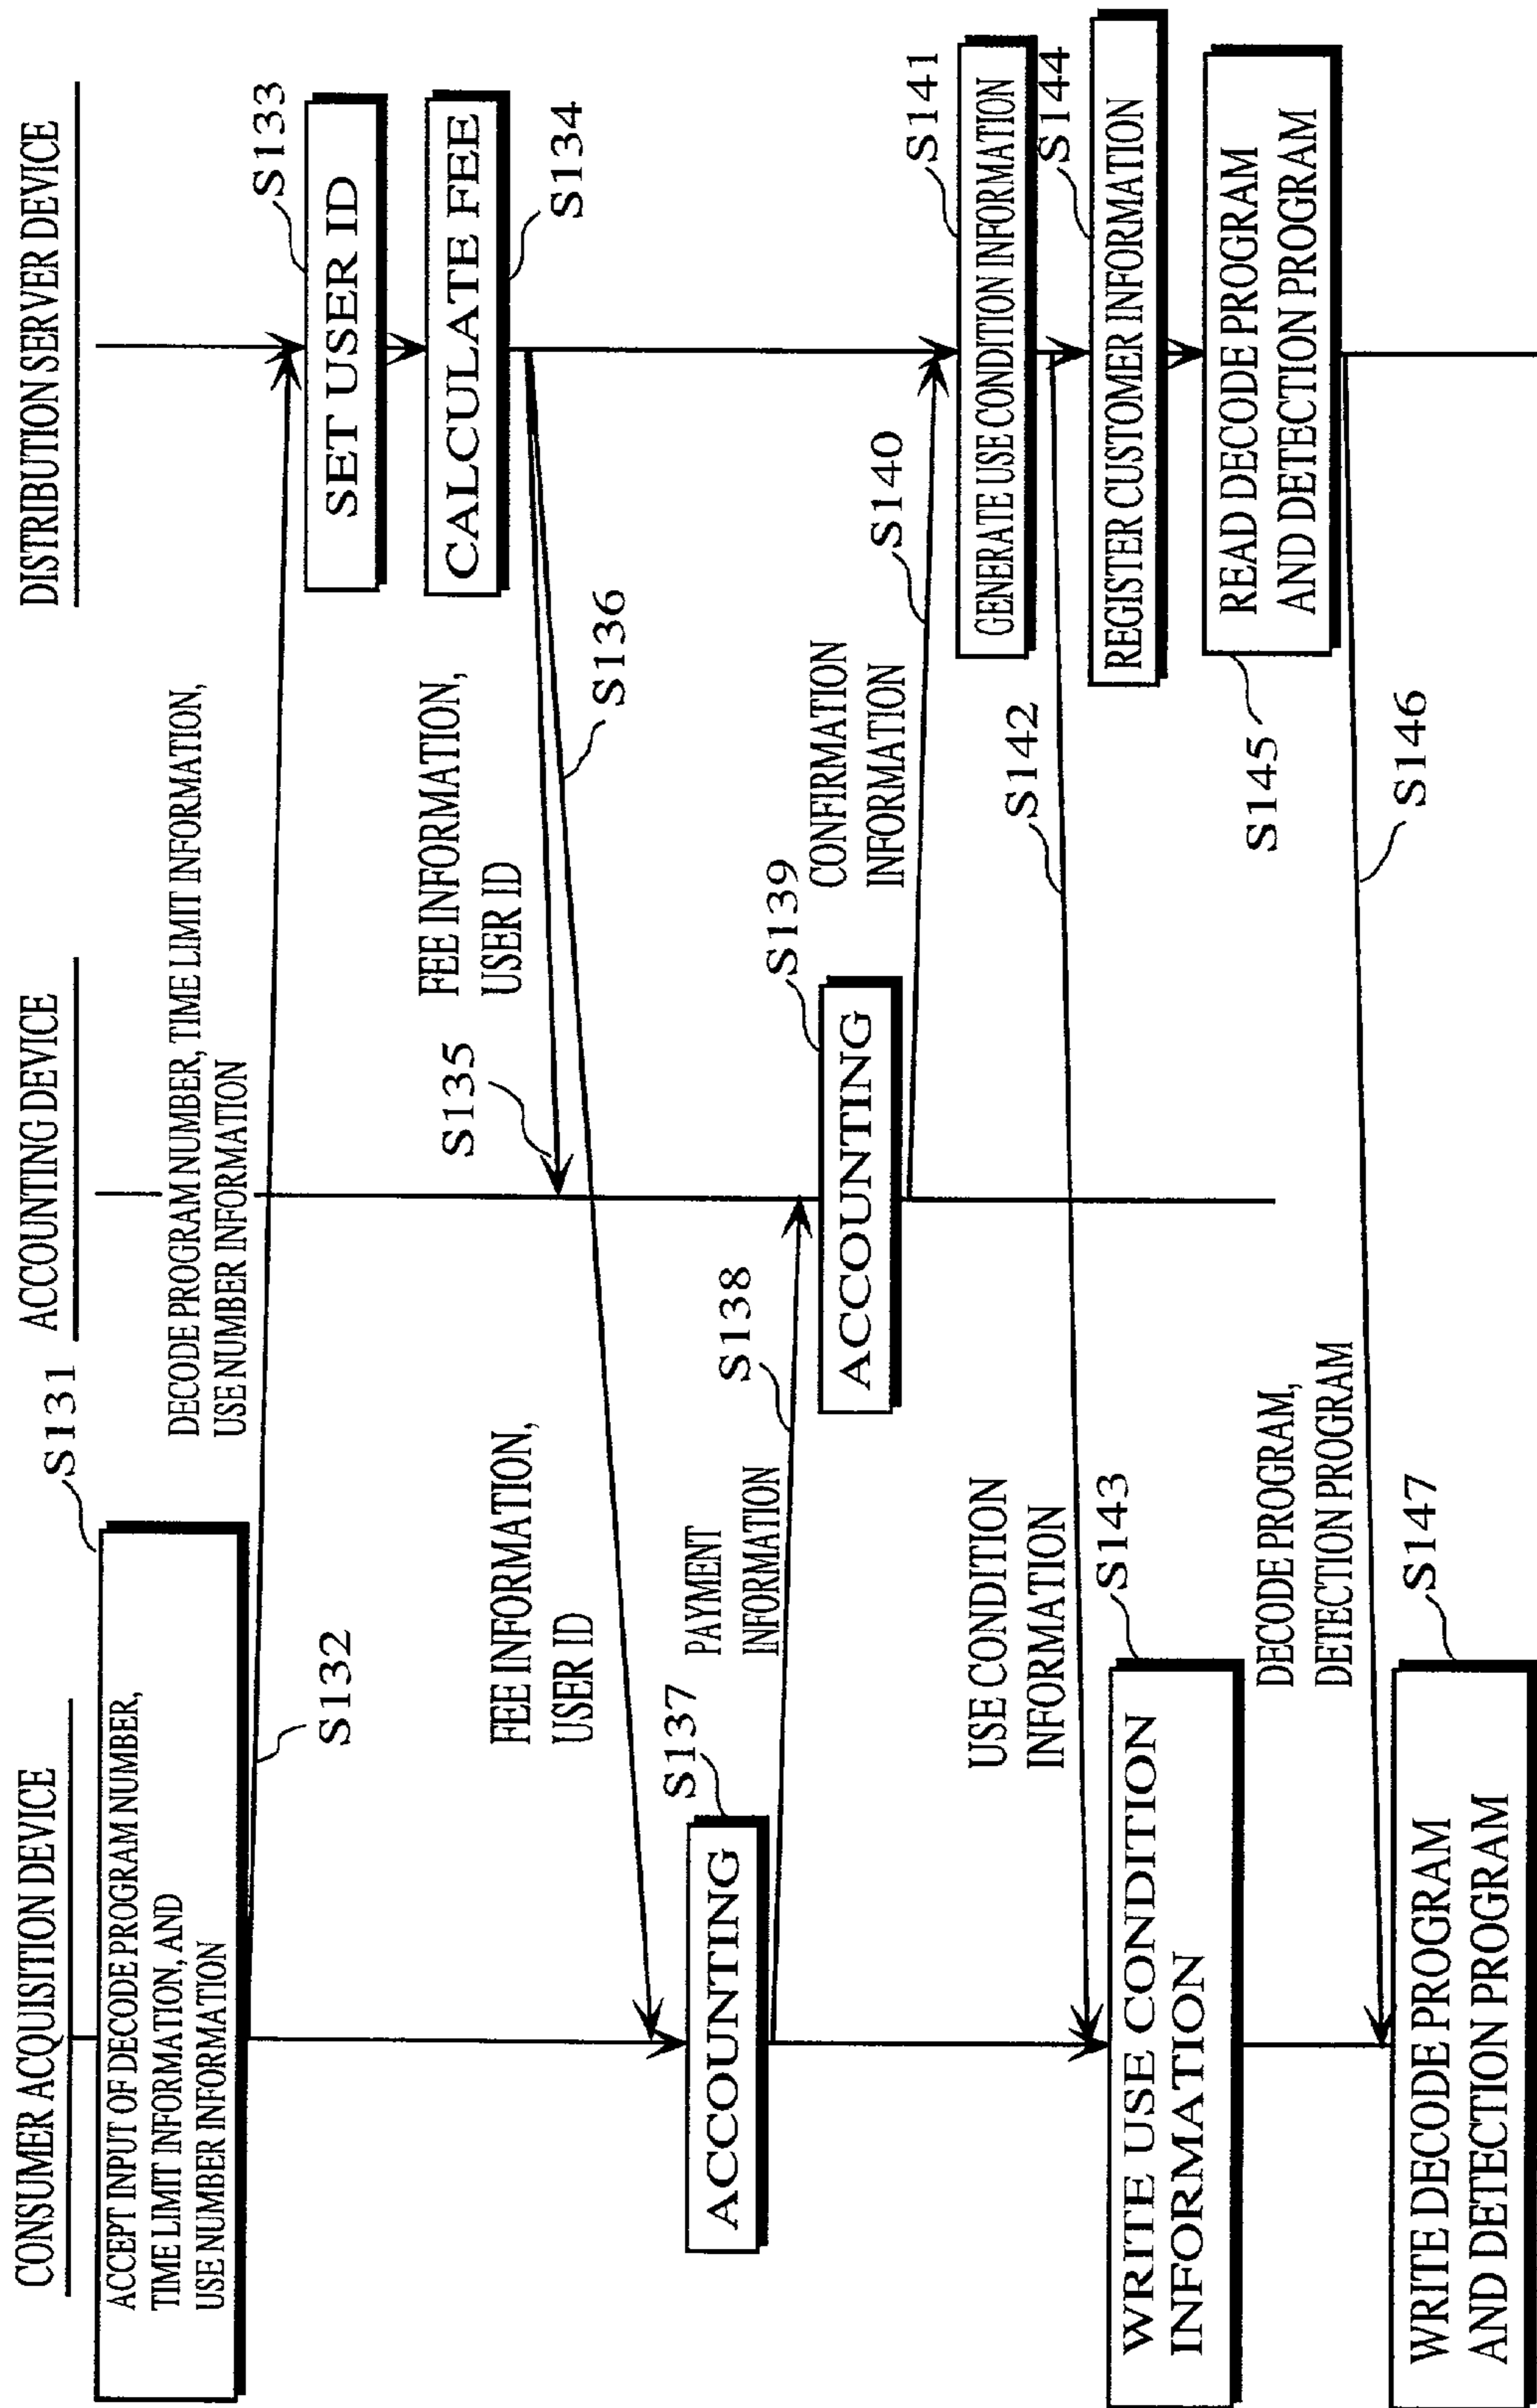 CONSUMER ACQUISITION DEVICE
ACCOUNTING DEVICE
DISTRIBUTION SERVER DEVICE
S131
ACCEPT INPUT OF DECODE PROGRAM NUMBER,
TIME LIMIT INFORMATION, AND
USE NUMBER INFORMATION
DECODE PROGRAM NUMBER, TIME LIMIT INFORMATION,
USE NUMBER INFORMATION
S132
S133
SET USER ID
CALCULATE FEE
S134
FEE INFORMATION,
USER ID
S135
S136
FEE INFORMATION,
USER ID
S137
ACCOUNTING
PAYMENT
INFORMATION
S138
S139
ACCOUNTING
CONFIRMATION
INFORMATION
S140
S141
GENERATE USE CONDITION INFORMATION
S142
USE CONDITION
INFORMATION
S143
WRITE USE CONDITION
INFORMATION
S144
REGISTER CUSTOMER INFORMATION
READ DECODE PROGRAM
AND DETECTION PROGRAM
S145
S146
DECODE PROGRAM,
DETECTION PROGRAM
S147
WRITE DECODE PROGRAM
AND DETECTION PROGRAM